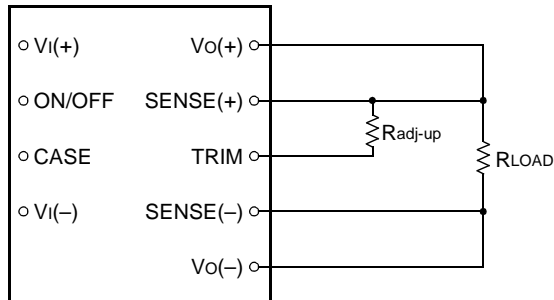 VI(+) VO(+)
ON/OFF SENSE(+)
Radj-up
CASE TRIM
RLOAD
VI(–) SENSE(–)
VO(–)